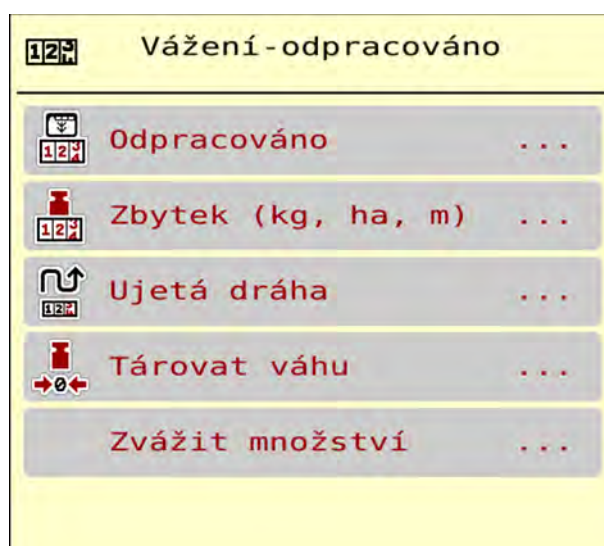 Vážení-odpracováno
Odpracováno ...
Zbytek (kg, ha, m) ...
Ujetá dráha ...
Tárovat váhu ...
Zvážit množství ...